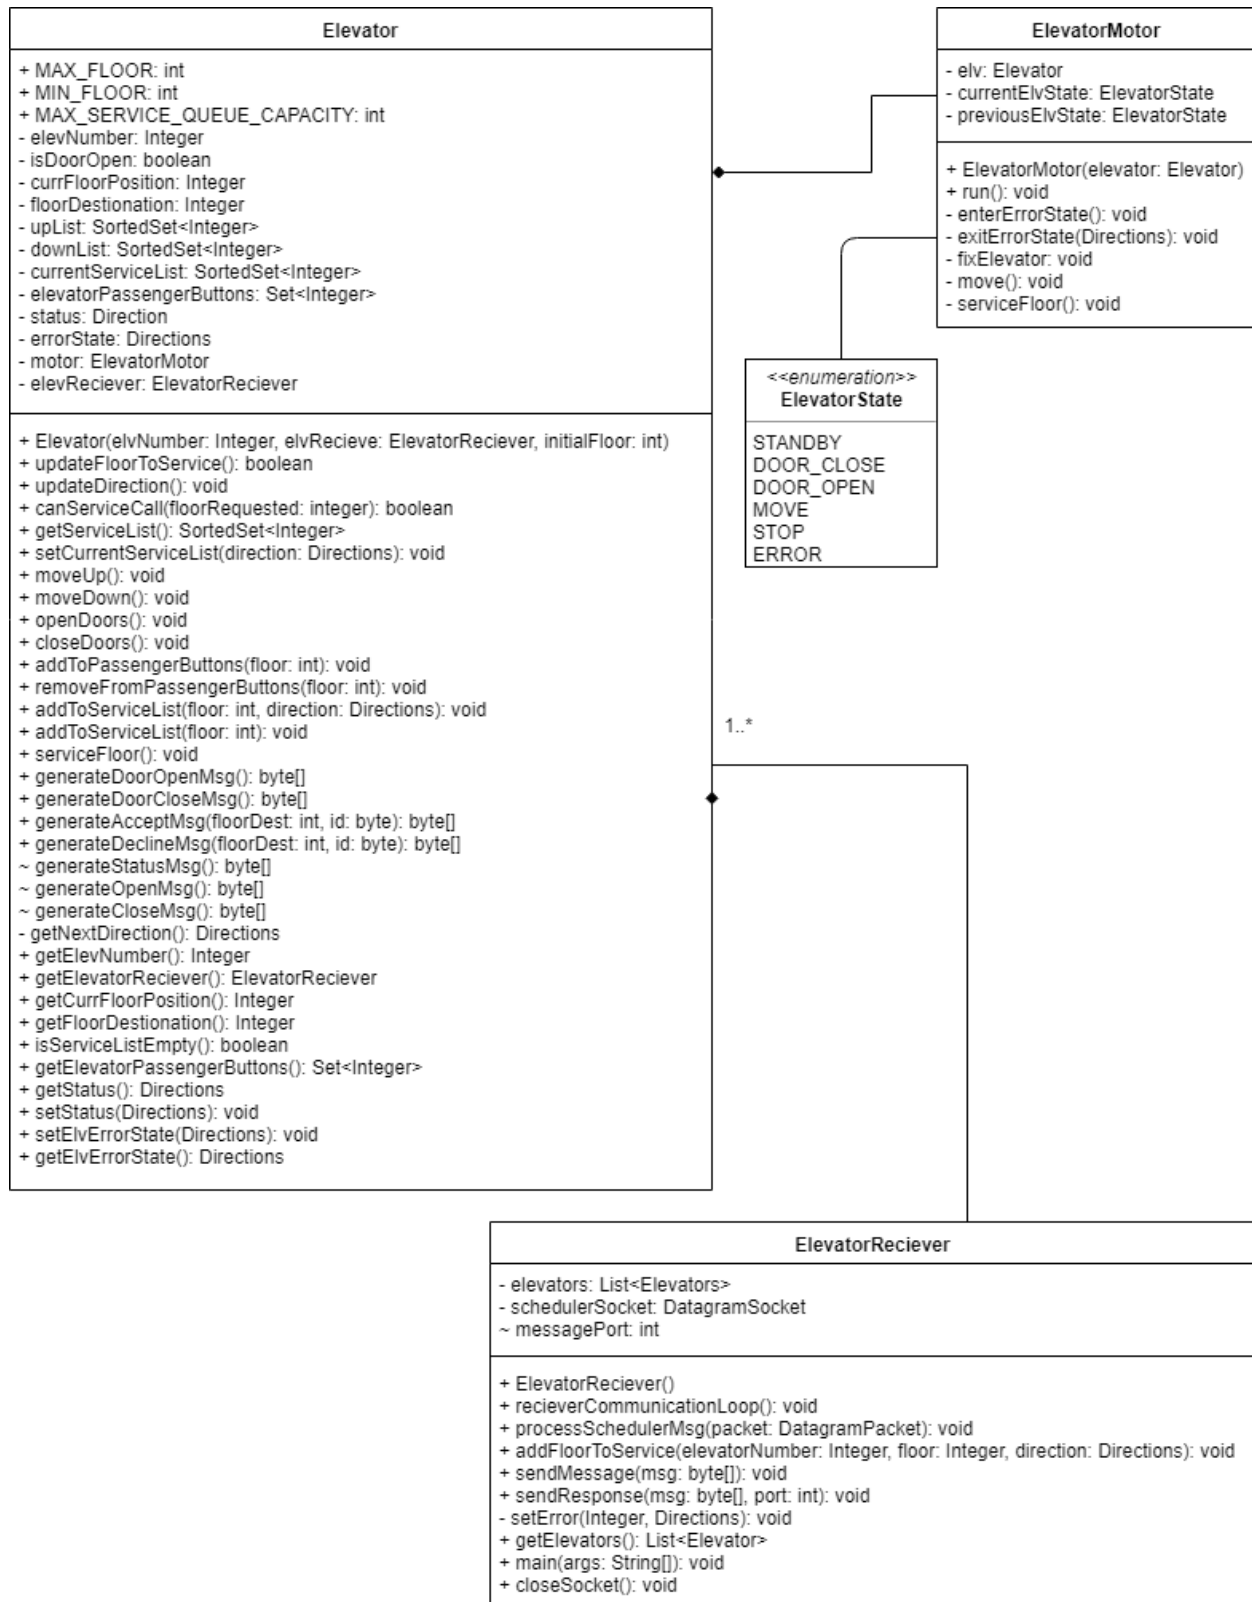 Elevator
+ MAX_FLOOR: int
+ MIN_FLOOR: int
+ MAX_SERVICE_QUEUE_CAPACITY: int
- elevNumber: Integer
- isDoorOpen: boolean
- currFloorPosition: Integer
- floorDestionation: Integer
- upList: SortedSet<Integer>
- downList: SortedSet<Integer>
- currentServiceList: SortedSet<Integer>
- elevatorPassengerButtons: Set<Integer>
- status: Direction
- errorState: Directions
- motor: ElevatorMotor
- elevReciever: ElevatorReciever
+ Elevator(elvNumber: Integer, elvRecieve: ElevatorReciever, initialFloor: int)
+ updateFloorToService(): boolean
+ updateDirection(): void
+ canServiceCall(floorRequested: integer): boolean
+ getServiceList(): SortedSet<Integer>
+ setCurrentServiceList(direction: Directions): void
+ moveUp(): void
+ moveDown(): void
+ openDoors(): void
+ closeDoors(): void
+ addToPassengerButtons(floor: int): void
+ removeFromPassengerButtons(floor: int): void
+ addToServiceList(floor: int, direction: Directions): void
+ addToServiceList(floor: int): void
+ serviceFloor(): void
+ generateDoorOpenMsg(): byte[]
+ generateDoorCloseMsg(): byte[]
+ generateAcceptMsg(floorDest: int, id: byte): byte[]
+ generateDeclineMsg(floorDest: int, id: byte): byte[]
~ generateStatusMsg(): byte[]
~ generateOpenMsg(): byte[]
~ generateCloseMsg(): byte[]
- getNextDirection(): Directions
+ getElevNumber(): Integer
+ getElevatorReciever(): ElevatorReciever
+ getCurrFloorPosition(): Integer
+ getFloorDestionation(): Integer
+ isServiceListEmpty(): boolean
+ getElevatorPassengerButtons(): Set<Integer>
+ getStatus(): Directions
+ setStatus(Directions): void
+ setElvErrorState(Directions): void
+ getElvErrorState(): Directions
ElevatorMotor
- elv: Elevator
- currentElvState: ElevatorState
- previousElvState: ElevatorState
+ ElevatorMotor(elevator: Elevator)
+ run(): void
- enterErrorState(): void
- exitErrorState(Directions): void
- fixElevator: void
- move(): void
- serviceFloor(): void
<<enumeration>>
ElevatorState
STANDBY
DOOR_CLOSE
DOOR_OPEN
MOVE
STOP
ERROR
1..*
ElevatorReciever
- elevators: List<Elevators>
- schedulerSocket: DatagramSocket
~ messagePort: int
+ ElevatorReciever()
+ recieverCommunicationLoop(): void
+ processSchedulerMsg(packet: DatagramPacket): void
+ addFloorToService(elevatorNumber: Integer, floor: Integer, direction: Directions): void
+ sendMessage(msg: byte[]): void
+ sendResponse(msg: byte[], port: int): void
- setError(Integer, Directions): void
+ getElevators(): List<Elevator>
+ main(args: String[]): void
+ closeSocket(): void